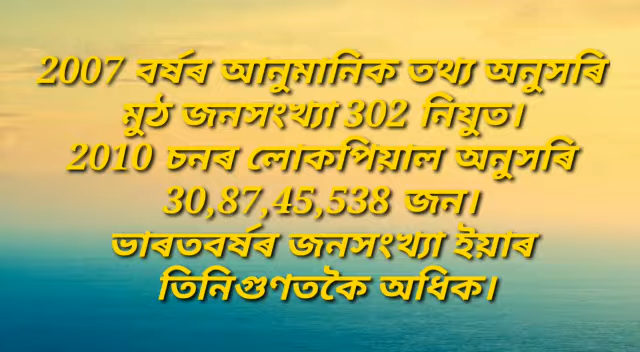 2007 বৰ্ষৰ আনুমানিক তথ্য অনুসৰি
মুঠ জনসংখ্যা 302 নিযুত।
2010 চনৰ লোকপিয়াল অনুসৰি
30,87,45,538 জন।
ভাৰতবৰ্ষৰ জনসংখ্যা ইয়াৰ
তিনিগুণতকৈ অধিক।